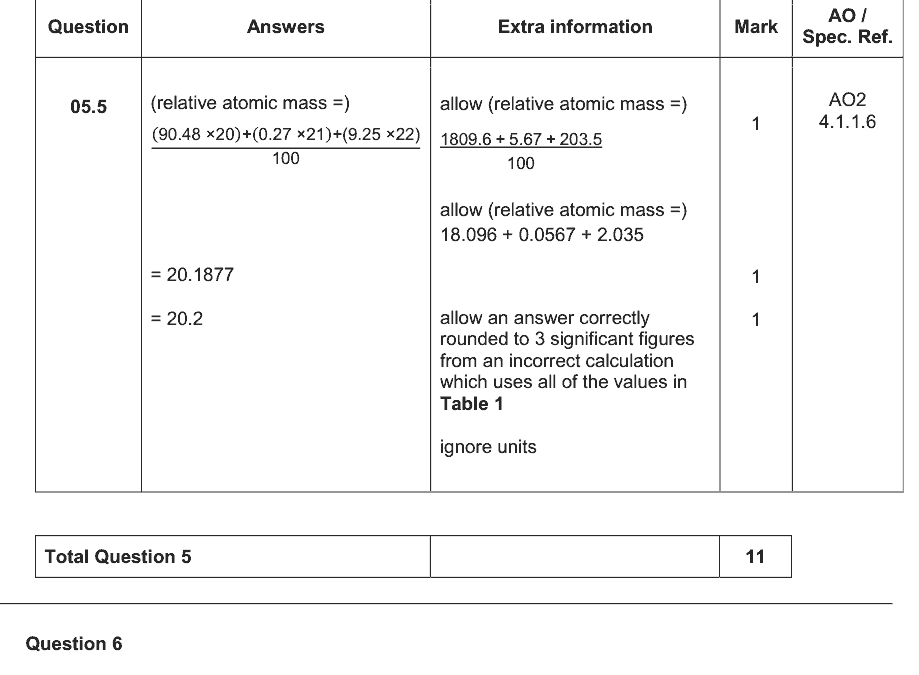 Question Answers Extra information Mark AO / Spec. Ref.
05.5 (relative atomic mass =) allow (relative atomic mass =) AO2
(90.48 ×20)+(0.27 ×21)+(9.25 ×22) 1809.6 + 5.67 + 203.5 1 4.1.1.6
100 100
allow (relative atomic mass =)
18.096 + 0.0567 + 2.035
= 20.1877 1
= 20.2 allow an answer correctly 1
rounded to 3 significant figures
from an incorrect calculation
which uses all of the values in
Table 1
ignore units
Total Question 5 11
Question 6